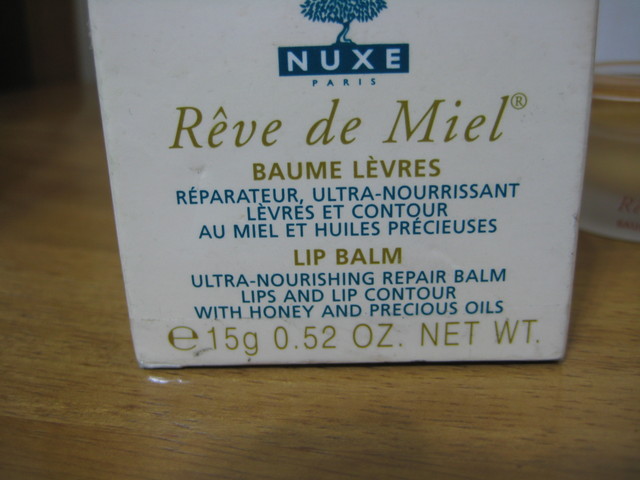 NUXE
PARIS
Rêve de Miel®
BAUME LÈVRES
RÉPARATEUR, ULTRA-NOURRISSANT
LÈVRES ET CONTOUR
AU MIEL ET HUILES PRÉCIEUSES
LIP BALM
ULTRA-NOURISHING REPAIR BALM
LIPS AND LIP CONTOUR
WITH HONEY AND PRECIOUS OILS
℮15g 0.52 OZ. NET WT.